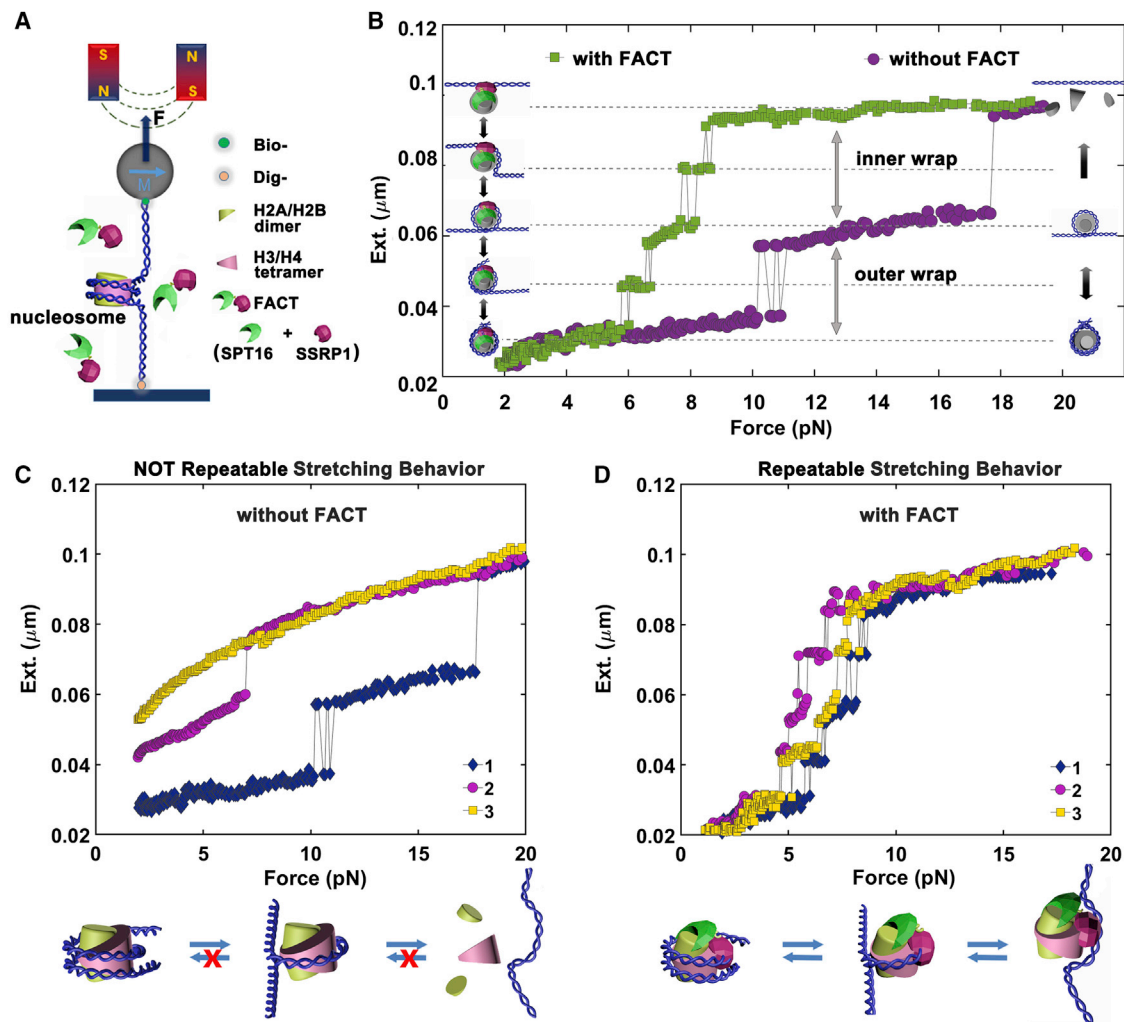 A
S
N
N
S
F
M
Bio-
Dig-
H2A/H2B
dimer
H3/H4
tetramer
FACT
(SPT16 + SSRP1)
nucleosome
B
0.12
0.1
0.08
0.06
0.04
0.02
Ext. (μm)
with FACT
without FACT
inner wrap
outer wrap
0 2 4 6 8 10 12 14 16 18 20
Force (pN)
C
NOT Repeatable Stretching Behavior
without FACT
0.12
0.1
0.08
0.06
0.04
0.02
Ext. (μm)
1
2
3
0 5 10 15 20
Force (pN)
X X
D
Repeatable Stretching Behavior
with FACT
0.12
0.1
0.08
0.06
0.04
0.02
Ext. (μm)
1
2
3
0 5 10 15 20
Force (pN)